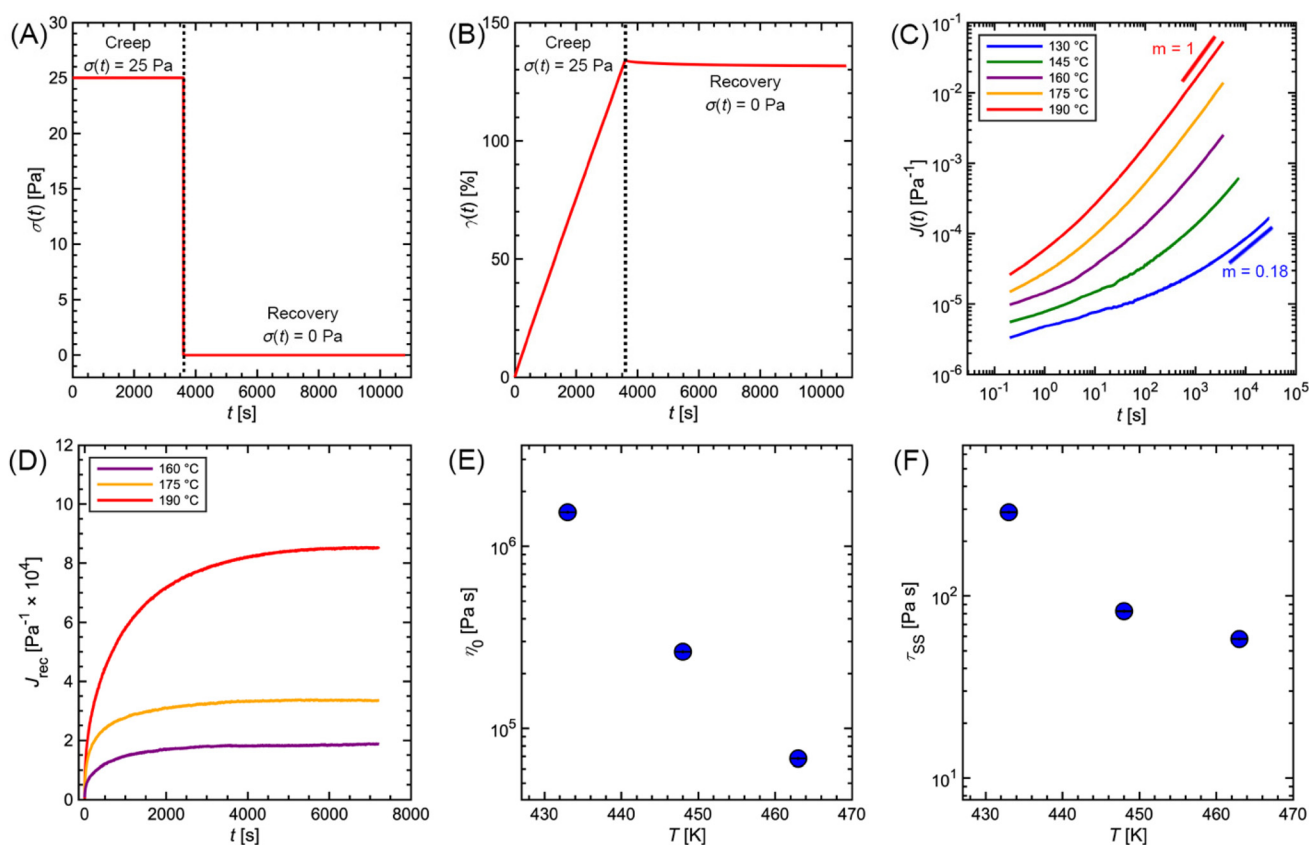 (A)
30
25
20
15
10
5
0
σ(t) [Pa]
Creep
σ(t) = 25 Pa
Recovery
σ(t) = 0 Pa
0 2000 4000 6000 8000 10000
t [s]
(B)
150
100
50
0
γ(t) [%]
Creep
σ(t) = 25 Pa
Recovery
σ(t) = 0 Pa
0 2000 4000 6000 8000 10000
t [s]
(C)
10⁻¹
10⁻²
10⁻³
10⁻⁴
10⁻⁵
10⁻⁶
J(t) [Pa⁻¹]
130 °C
145 °C
160 °C
175 °C
190 °C
m = 1
m = 0.18
10⁻¹ 10⁰ 10¹ 10² 10³ 10⁴ 10⁵
t [s]
(D)
12
10
8
6
4
2
0
J_rec [Pa⁻¹ × 10⁴]
160 °C
175 °C
190 °C
0 2000 4000 6000 8000
t [s]
(E)
10⁶
10⁵
η₀ [Pa s]
430 440 450 460 470
T [K]
(F)
10²
10¹
τ_SS [Pa s]
430 440 450 460 470
T [K]